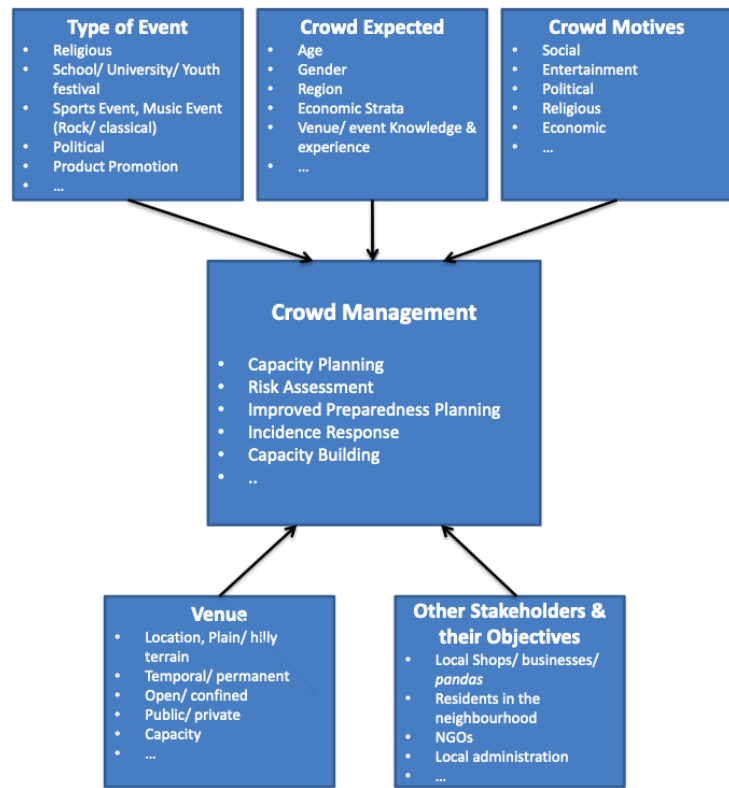 Type of Event
• Religious
• School/ University/ Youth
festival
• Sports Event, Music Event
(Rock/ classical)
• Political
• Product Promotion
• ...
Crowd Expected
• Age
• Gender
• Region
• Economic Strata
• Venue/ event Knowledge &
experience
• ...
Crowd Motives
• Social
• Entertainment
• Political
• Religious
• Economic
• ...
Crowd Management
• Capacity Planning
• Risk Assessment
• Improved Preparedness Planning
• Incidence Response
• Capacity Building
• ..
Venue
• Location, Plain/ hilly
terrain
• Temporal/ permanent
• Open/ confined
• Public/ private
• Capacity
• ...
Other Stakeholders &
their Objectives
• Local Shops/ businesses/
pandas
• Residents in the
neighbourhood
• NGOs
• Local administration
• ...